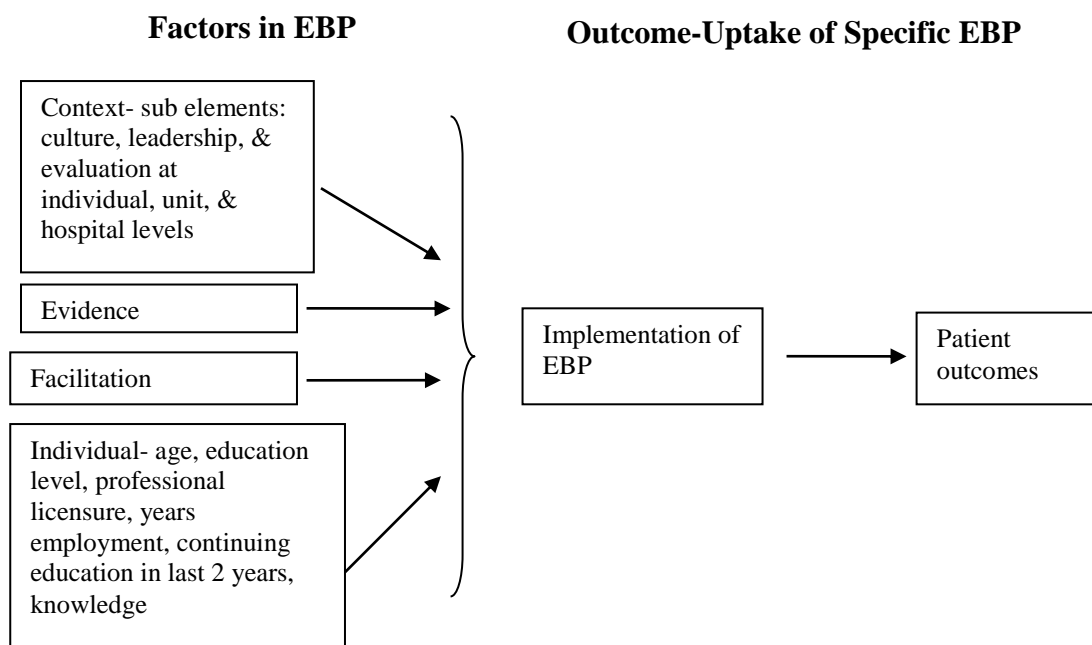 Factors in EBP
Outcome-Uptake of Specific EBP
Context- sub elements:
culture, leadership, &
evaluation at
individual, unit, &
hospital levels
Evidence
Facilitation
Individual- age, education
level, professional
licensure, years
employment, continuing
education in last 2 years,
knowledge
Implementation of
EBP
Patient
outcomes